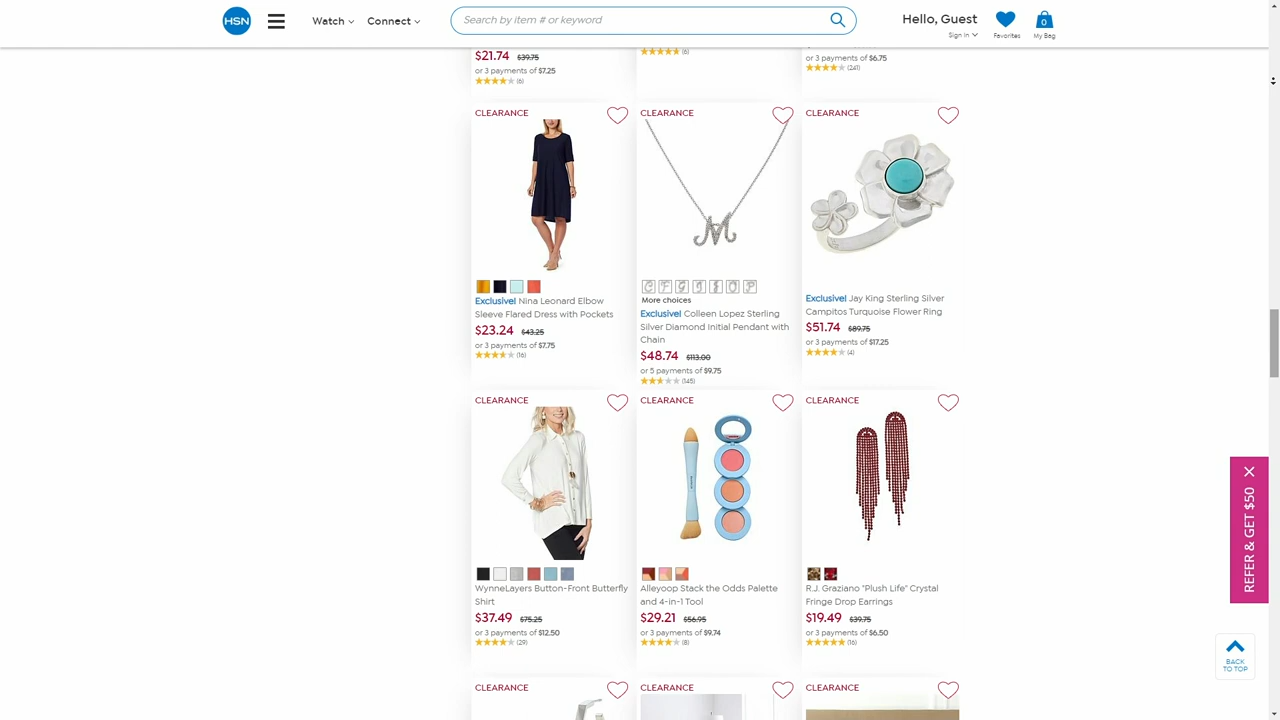 HSN
Watch
Connect
Search by item # or keyword
Hello, Guest
Sign In
Favorites
0
My Bag
$21.74 $39.75
or 3 payments of $7.25
(6)
(6)
or 3 payments of $6.75
(241)
CLEARANCE
Exclusive! Nina Leonard Elbow
Sleeve Flared Dress with Pockets
$23.24 $43.25
or 3 payments of $7.75
(16)
CLEARANCE
M
C F G I O P
More choices
Exclusive! Colleen Lopez Sterling
Silver Diamond Initial Pendant with
Chain
$48.74 $113.00
or 5 payments of $9.75
(145)
CLEARANCE
Exclusive! Jay King Sterling Silver
Campitos Turquoise Flower Ring
$51.74 $89.75
or 3 payments of $17.25
(4)
CLEARANCE
WynneLayers Button-Front Butterfly
Shirt
$37.49 $75.25
or 3 payments of $12.50
(29)
CLEARANCE
Alleyoop Stack the Odds Palette
and 4-in-1 Tool
$29.21 $56.95
or 3 payments of $9.74
(8)
CLEARANCE
R.J. Graziano "Plush Life" Crystal
Fringe Drop Earrings
$19.49 $39.75
or 3 payments of $6.50
(16)
CLEARANCE
CLEARANCE
CLEARANCE
REFER & GET $50
BACK
TO TOP